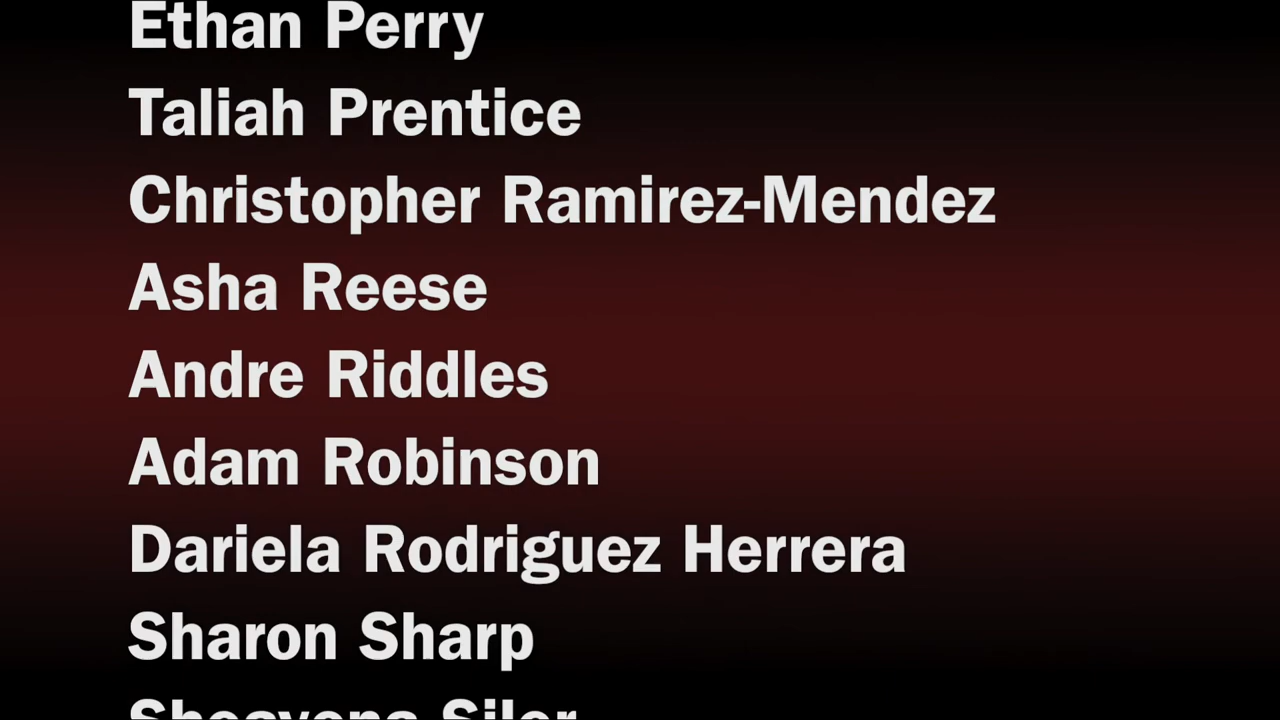 Ethan Perry
Taliah Prentice
Christopher Ramirez-Mendez
Asha Reese
Andre Riddles
Adam Robinson
Dariela Rodriguez Herrera
Sharon Sharp